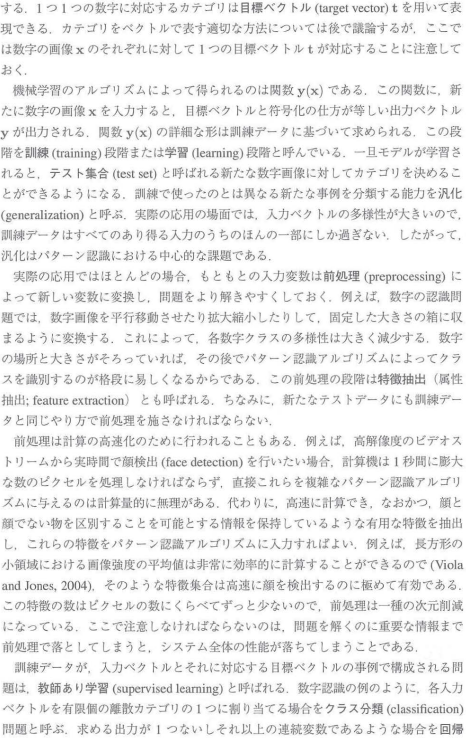 する．1つ1つの数字に対応するカテゴリは目標ベクトル (target vector) t を用いて表
現できる．カテゴリをベクトルで表す適切な方法については後で議論するが，ここで
は数字の画像 x のそれぞれに対して1つの目標ベクトル t が対応することに注意して
おく．
機械学習のアルゴリズムによって得られるのは関数 y(x) である．この関数に，新
たに数字の画像 x を入力すると，目標ベクトルと符号化の仕方が等しい出力ベクトル
y が出力される．関数 y(x) の詳細な形は訓練データに基づいて求められる．この段
階を訓練 (training) 段階または学習 (learning) 段階と呼んでいる．一旦モデルが学習さ
れると，テスト集合 (test set) と呼ばれる新たな数字画像に対してカテゴリを決めるこ
とができるようになる．訓練で使ったのとは異なる新たな事例を分類する能力を汎化
(generalization) と呼ぶ．実際の応用の場面では，入力ベクトルの多様性が大きいので，
訓練データはすべてのあり得る入力のうちのほんの一部にしか過ぎない．したがって，
汎化はパターン認識における中心的な課題である．
実際の応用ではほとんどの場合，もともとの入力変数は前処理 (preprocessing) に
よって新しい変数に変換し，問題をより解きやすくしておく．例えば，数字の認識問
題では，数字画像を平行移動させたり拡大縮小したりして，固定した大きさの箱に収
まるように変換する．これによって，各数字クラスの多様性は大きく減少する．数字
の場所と大きさがそろっていれば，その後でパターン認識アルゴリズムによってクラ
スを識別するのが格段に易しくなるからである．この前処理の段階は特徴抽出（属性
抽出; feature extraction）とも呼ばれる．ちなみに，新たなテストデータにも訓練デー
タと同じやり方で前処理を施さなければならない．
前処理は計算の高速化のために行われることもある．例えば，高解像度のビデオス
トリームから実時間で顔検出 (face detection) を行いたい場合，計算機は1秒間に膨大
な数のピクセルを処理しなければならず，直接これらを複雑なパターン認識アルゴリ
ズムに与えるのは計算量的に無理がある．代わりに，高速に計算でき，なおかつ，顔と
顔でない物を区別することを可能とする情報を保持しているような有用な特徴を抽出
し，これらの特徴をパターン認識アルゴリズムに入力すればよい．例えば，長方形の
小領域における画像強度の平均値は非常に効率的に計算することができるので (Viola
and Jones, 2004)，そのような特徴集合は高速に顔を検出するのに極めて有効である．
この特徴の数はピクセルの数にくらべてずっと少ないので，前処理は一種の次元削減
になっている．ここで注意しなければならないのは，問題を解くのに重要な情報まで
前処理で落としてしまうと，システム全体の性能が落ちてしまうことである．
訓練データが，入力ベクトルとそれに対応する目標ベクトルの事例で構成される問
題は，教師あり学習 (supervised learning) と呼ばれる．数字認識の例のように，各入力
ベクトルを有限個の離散カテゴリの1つに割り当てる場合をクラス分類 (classification)
問題と呼ぶ．求める出力が1つないしそれ以上の連続変数であるような場合を回帰